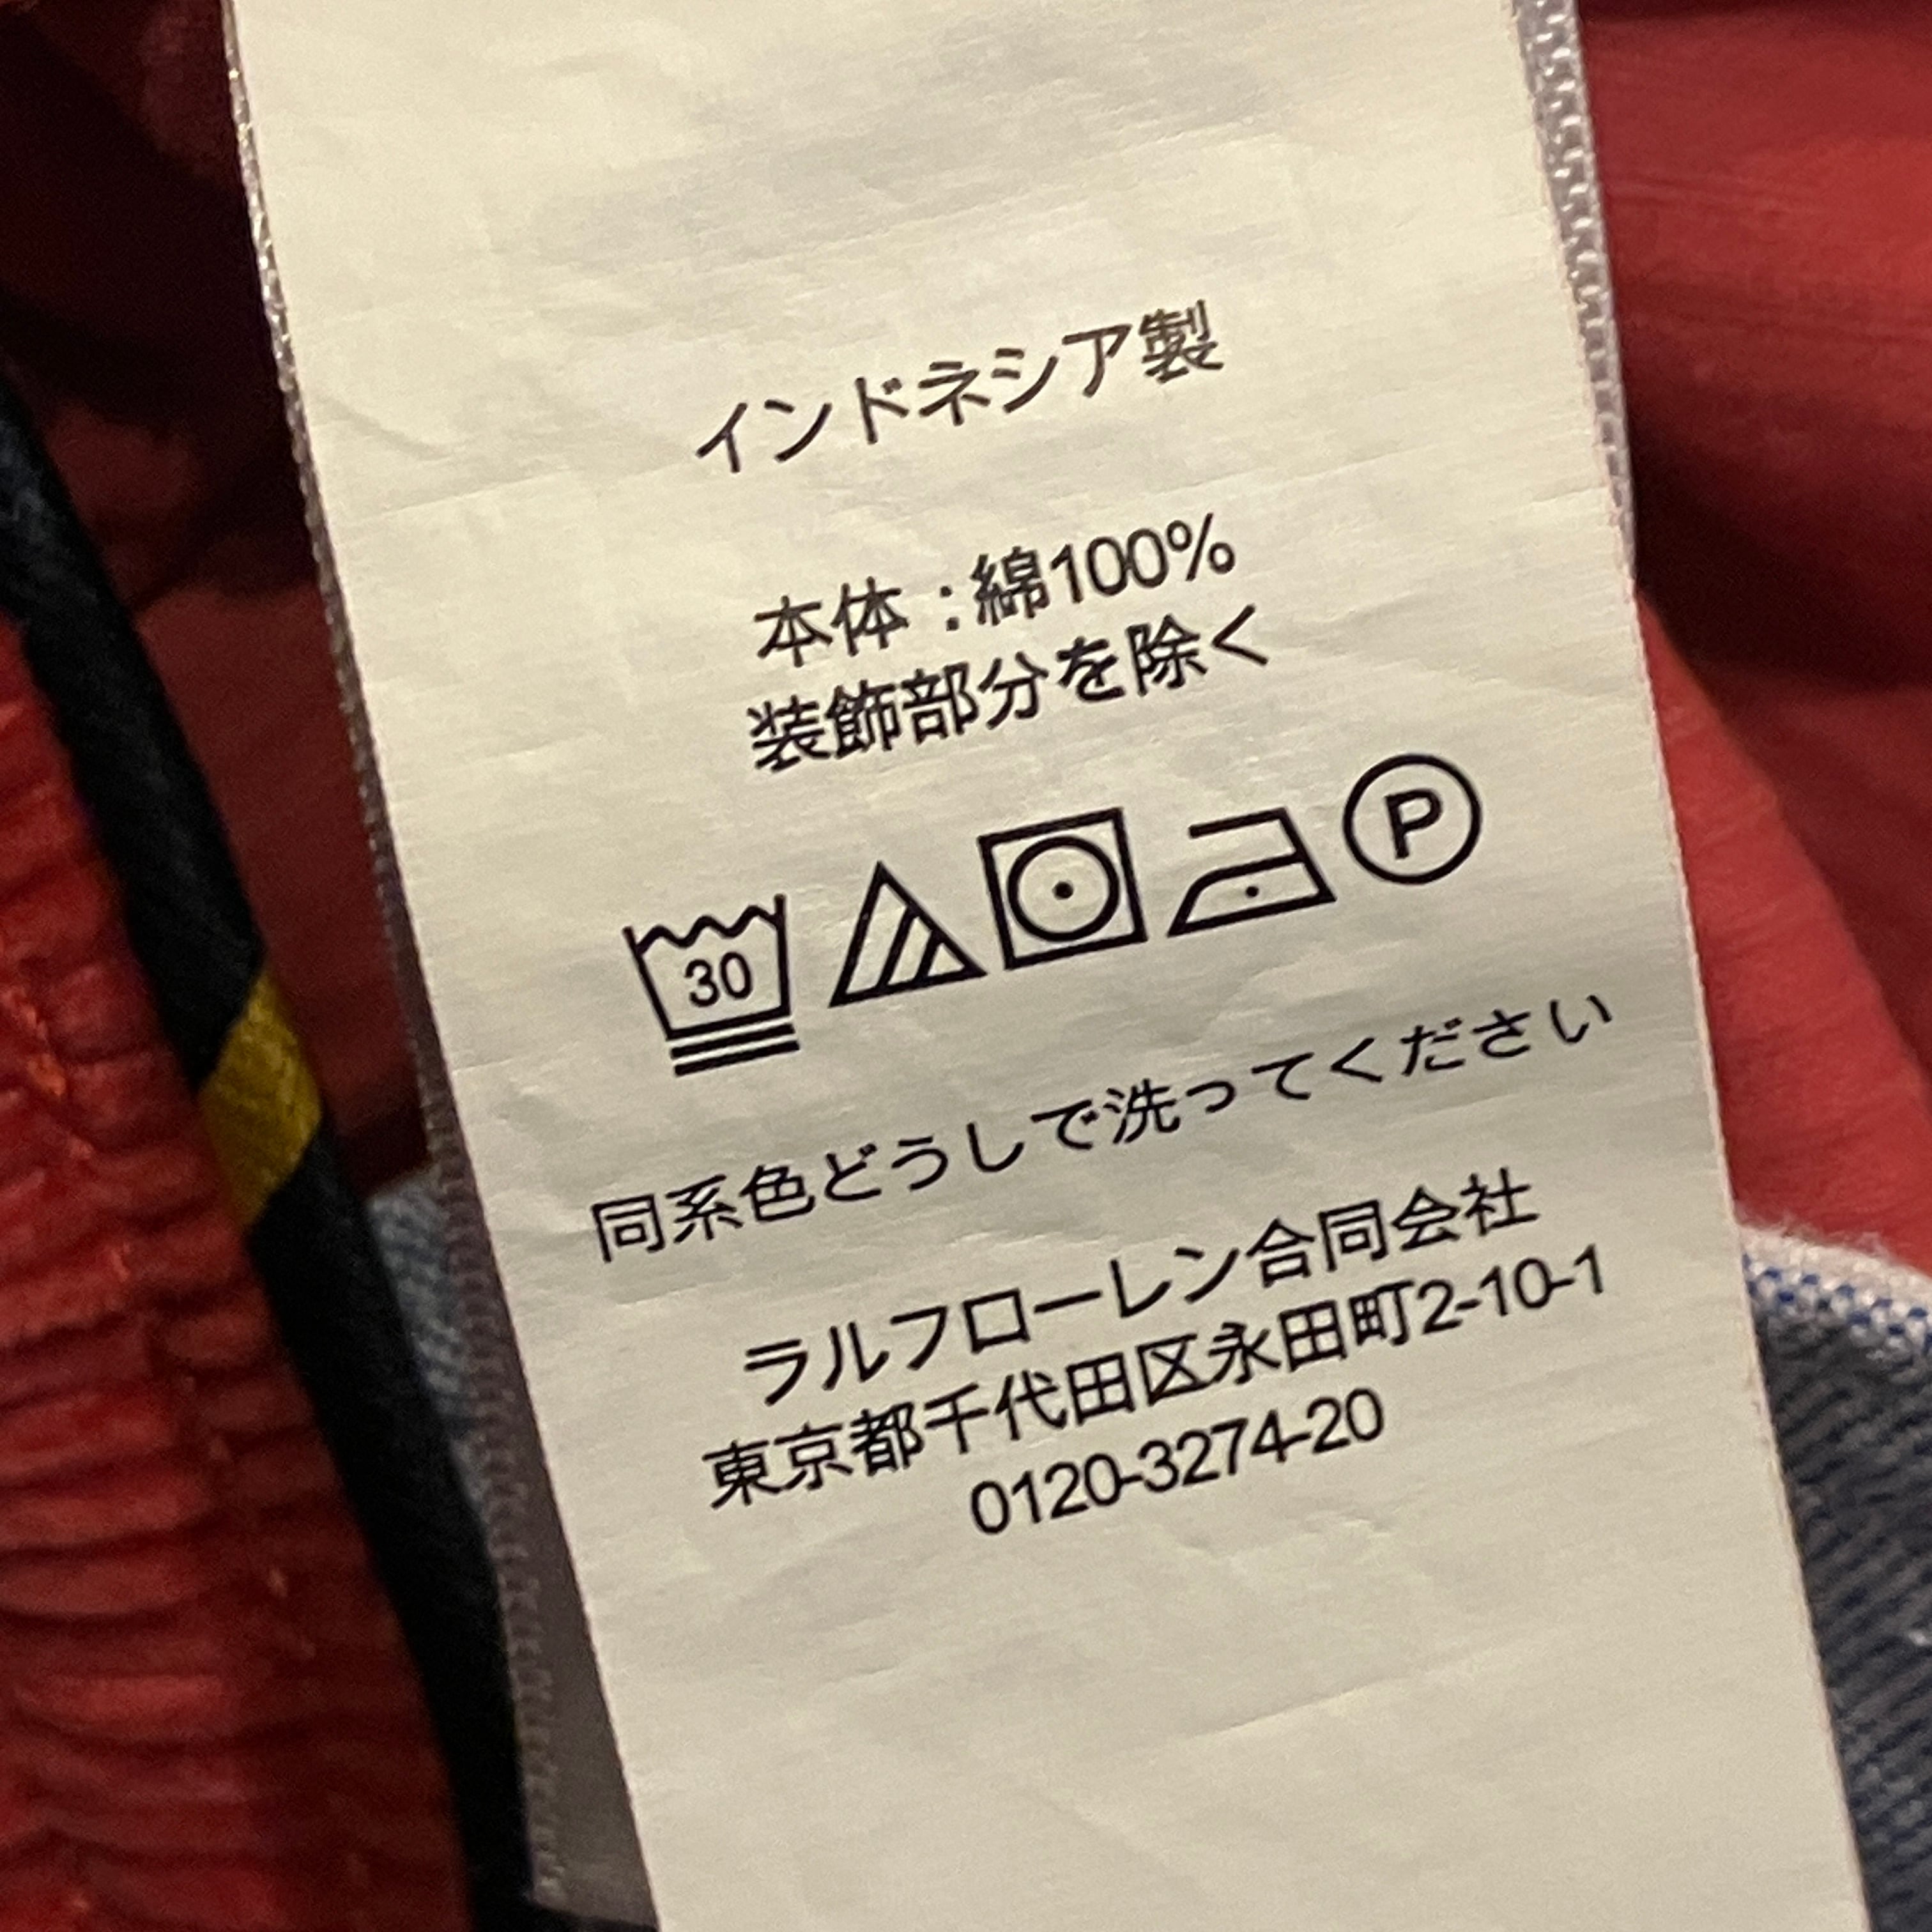 インドネシア製
本体:綿100%
装飾部分を除く
30 P
同系色どうしで洗ってください
ラルフローレン合同会社
東京都千代田区永田町2-10-1
0120-3274-20